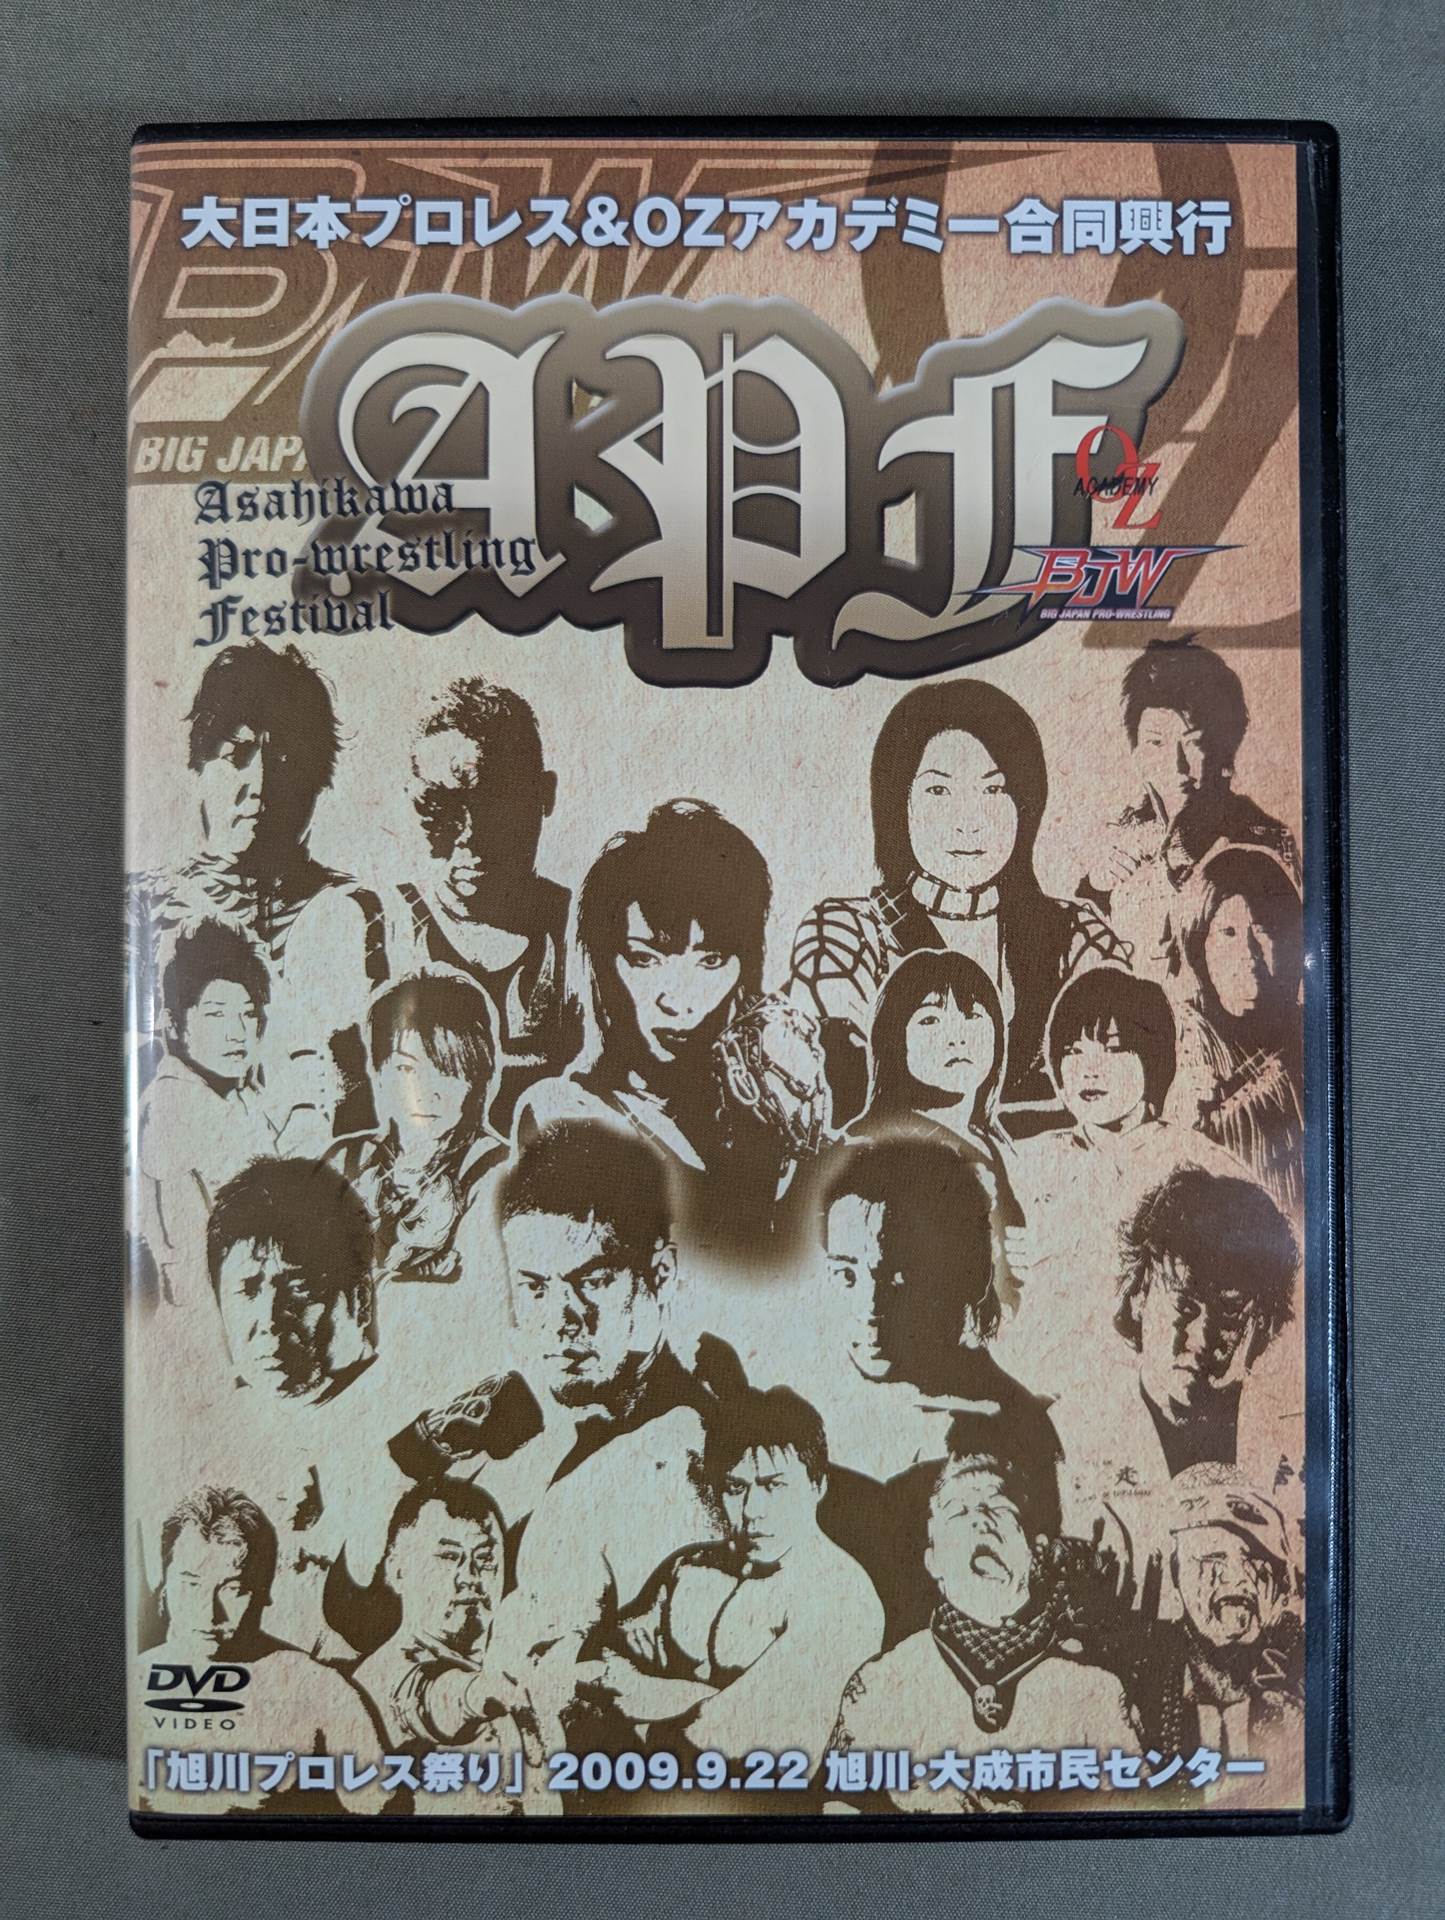 大日本プロレス&OZアカデミー合同興行
BJW
BIG JAPA
APF
Asahikawa
Pro-wrestling
Festival
OZ
ACADEMY
BJW
BIG JAPAN PRO-WRESTLING
DVD
VIDEO
「旭川プロレス祭り」 2009.9.22 旭川・大成市民センター